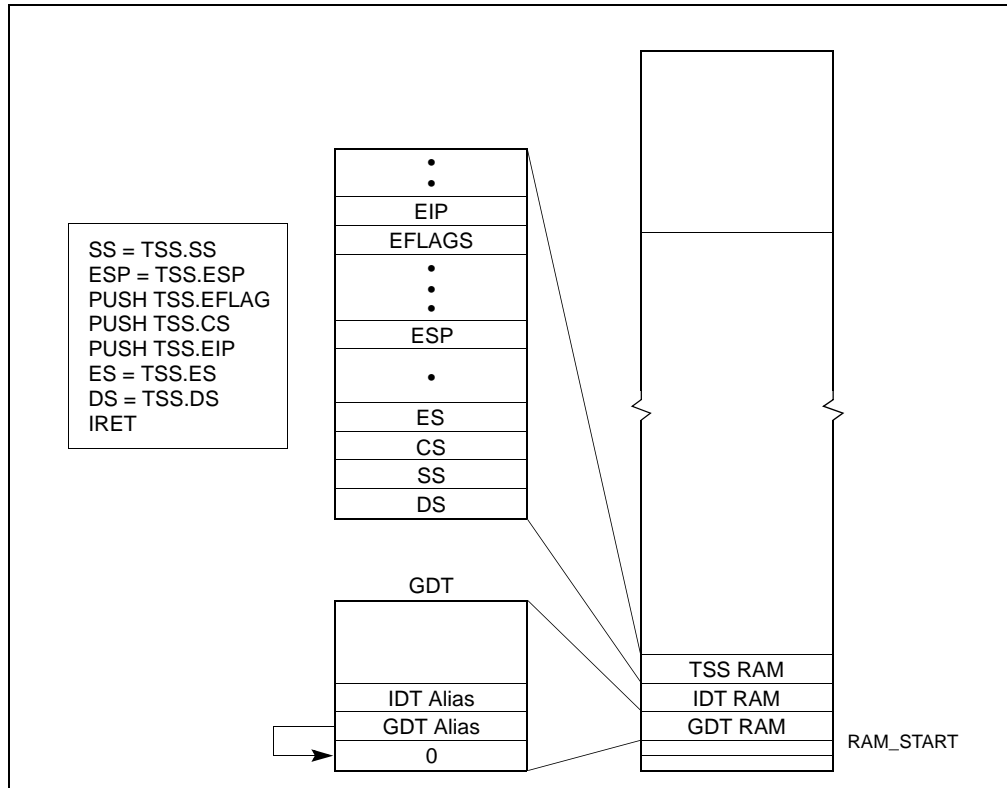 SS = TSS.SS
ESP = TSS.ESP
PUSH TSS.EFLAG
PUSH TSS.CS
PUSH TSS.EIP
ES = TSS.ES
DS = TSS.DS
IRET
EIP
EFLAGS
ESP
ES
CS
SS
DS
GDT
IDT Alias
GDT Alias
0
TSS RAM
IDT RAM
GDT RAM
RAM_START